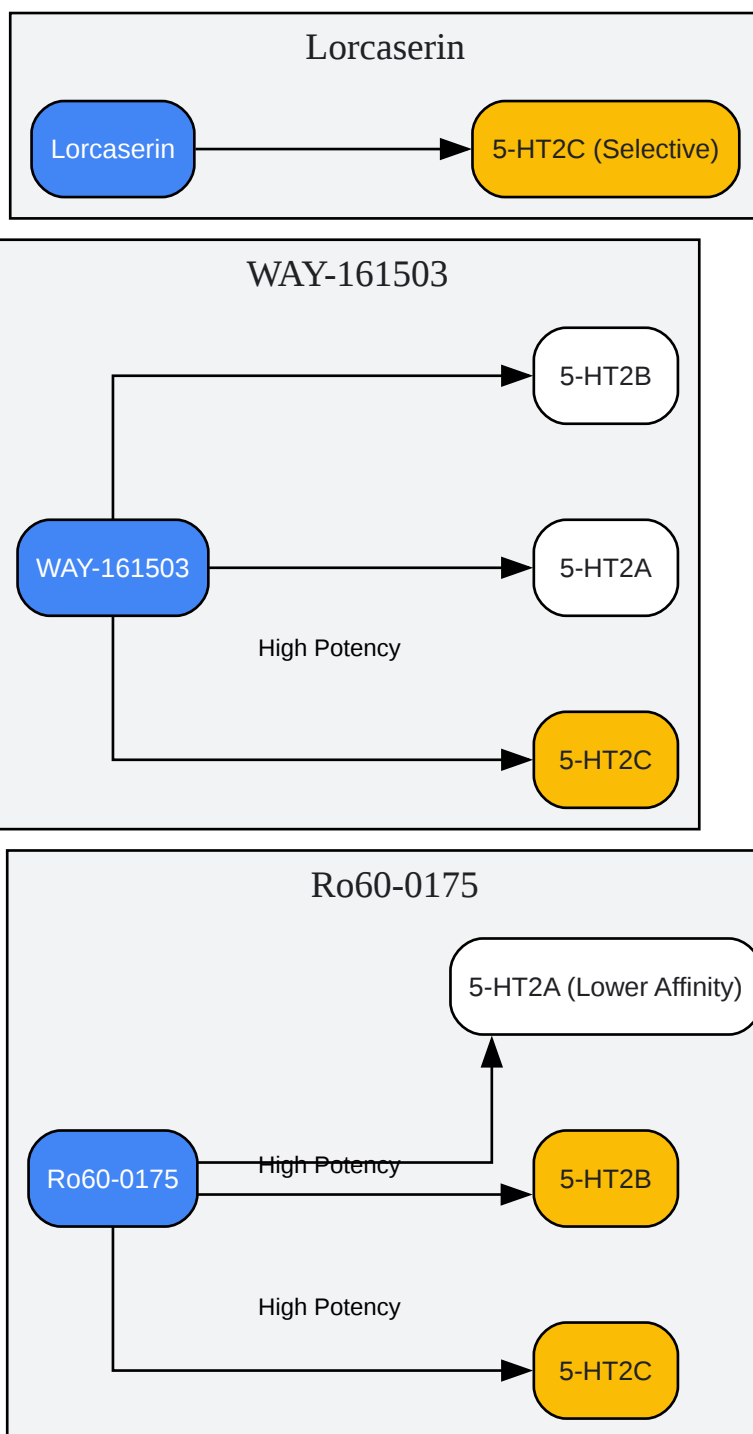 Lorcaserin
Lorcaserin
5-HT2C (Selective)
WAY-161503
5-HT2B
WAY-161503
5-HT2A
High Potency
5-HT2C
Ro60-0175
5-HT2A (Lower Affinity)
High Potency
Ro60-0175
5-HT2B
High Potency
5-HT2C